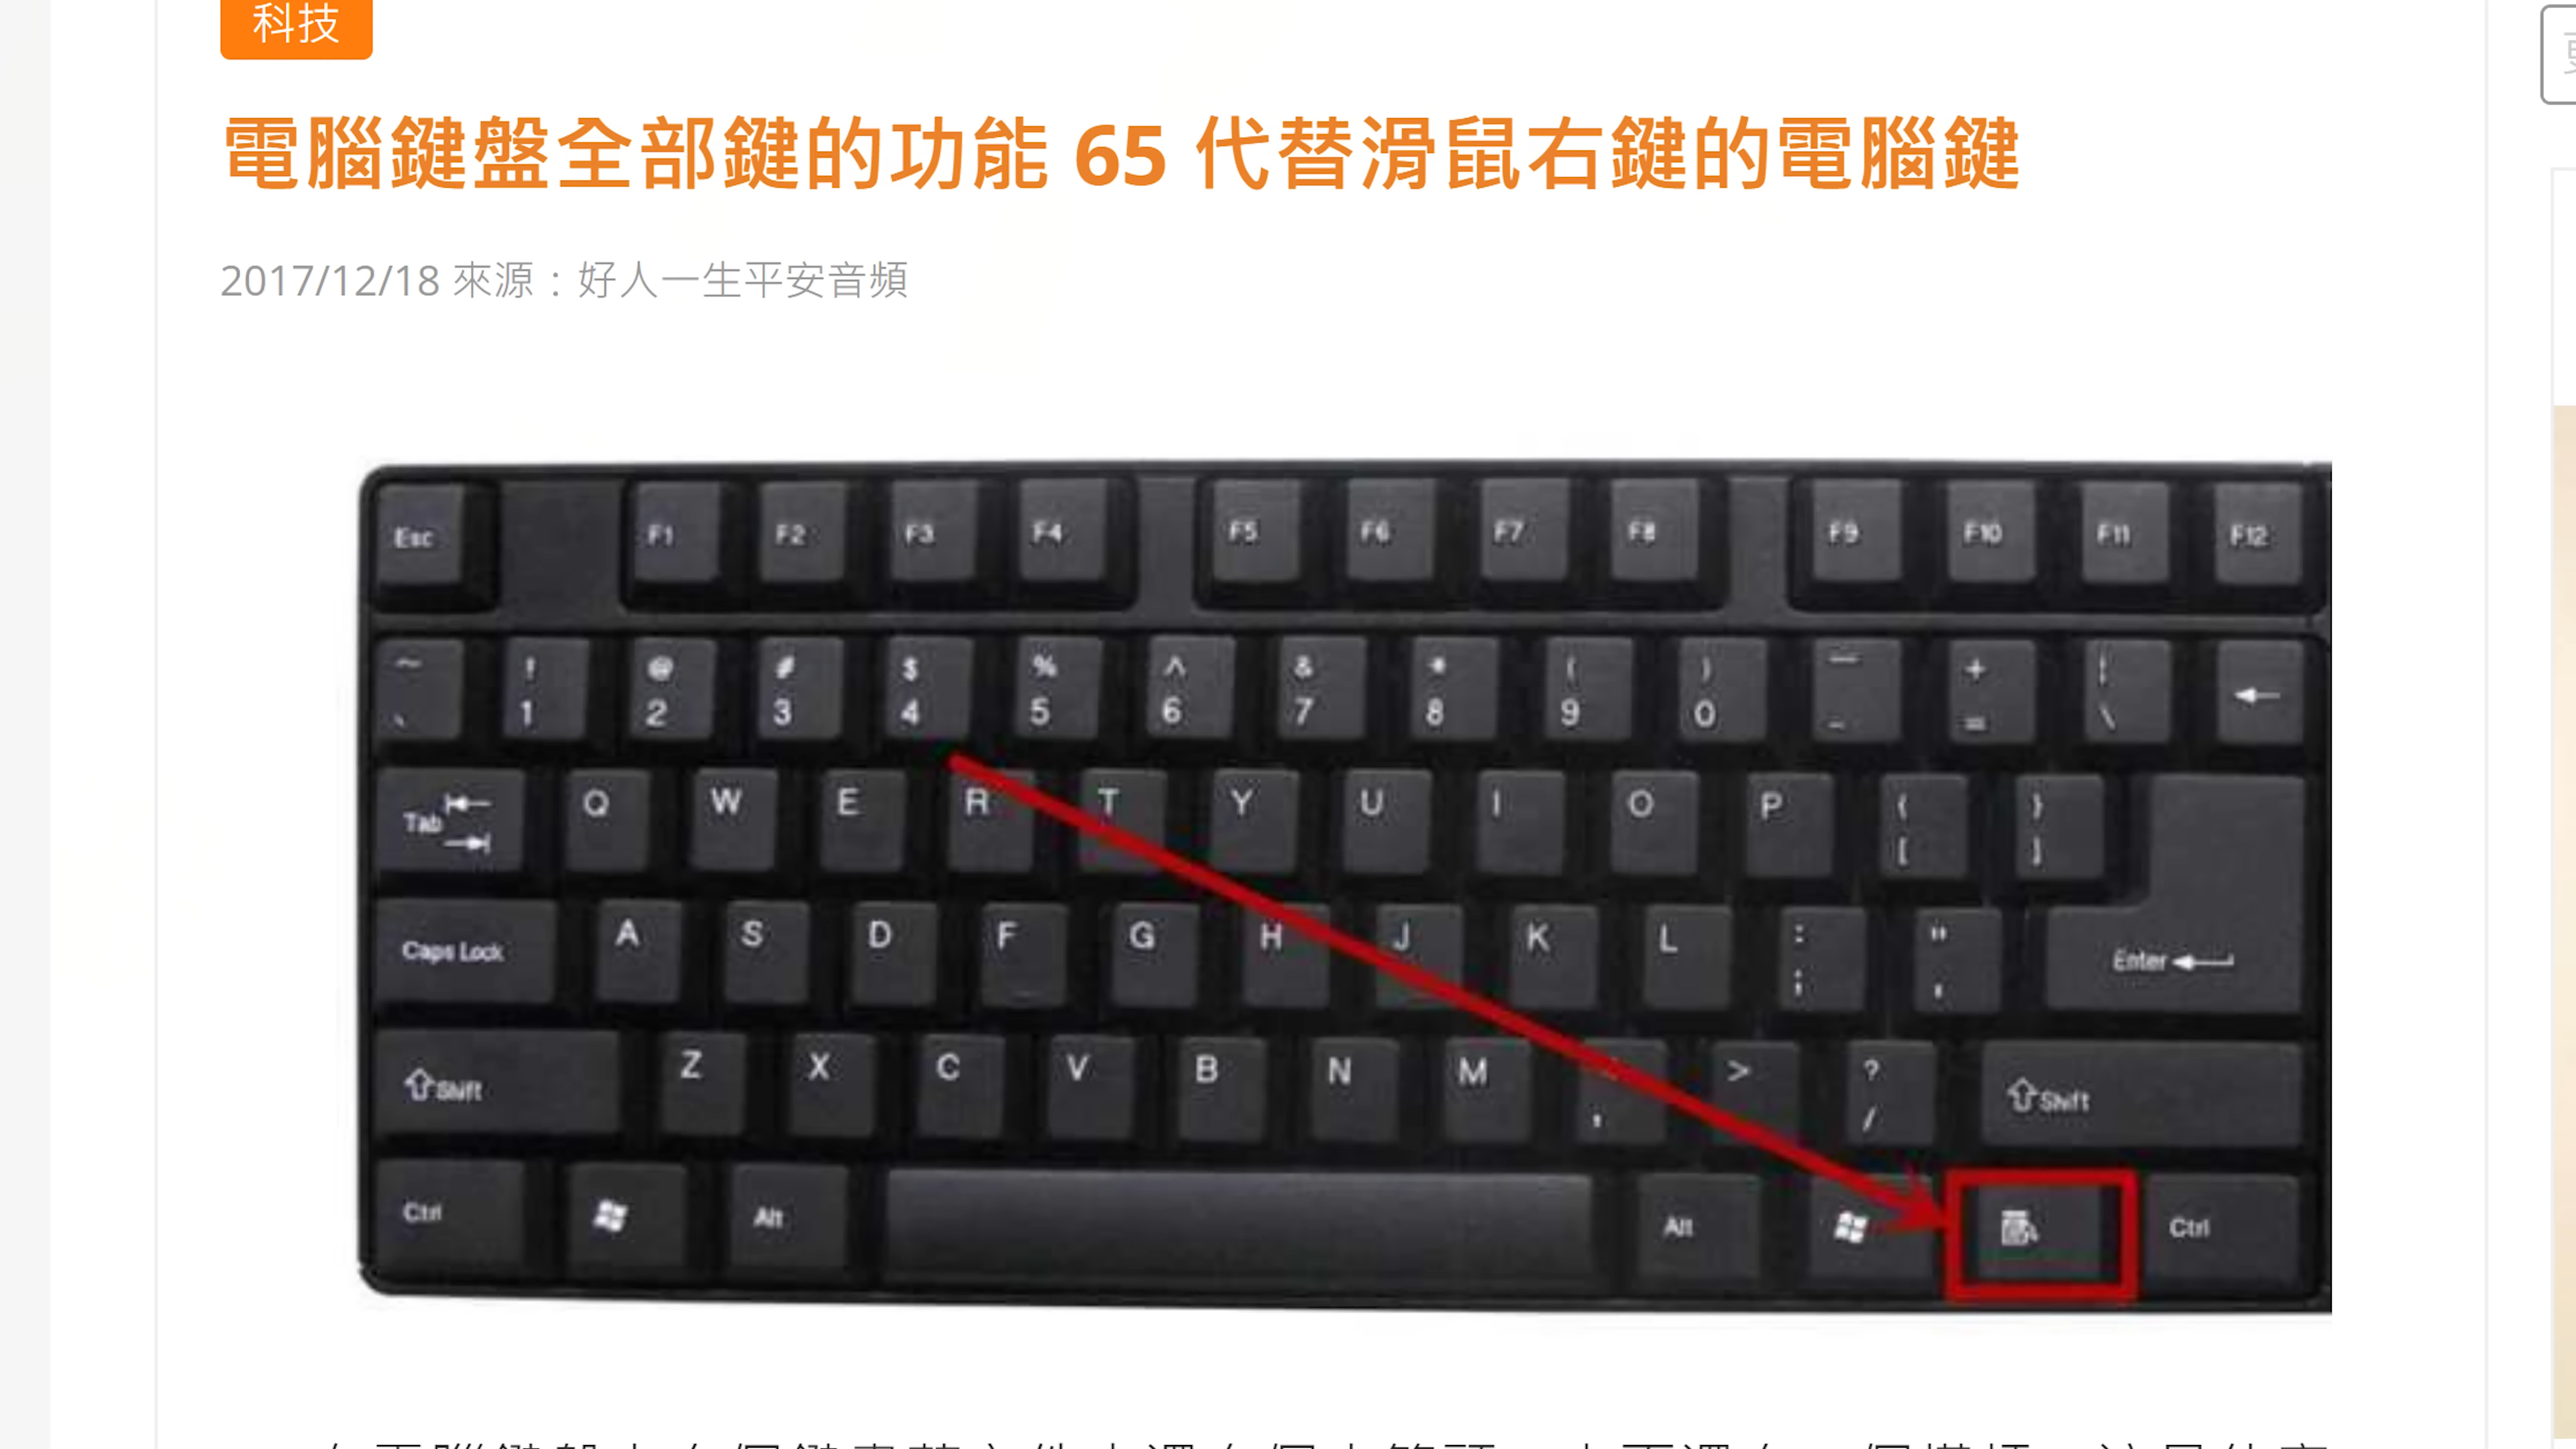 科技
電腦鍵盤全部鍵的功能 65 代替滑鼠右鍵的電腦鍵
2017/12/18 來源：好人一生平安音頻
Esc F1 F2 F3 F4 F5 F6 F7 F8 F9 F10 F11 F12
~ ! @ # $ % ^ & * ( ) — + | ←
` 1 2 3 4 5 6 7 8 9 0 - = \
Tab Q W E R T Y U I O P { }
[ ]
Caps Lock A S D F G H J K L : "
; ' Enter
Shift Z X C V B N M > ? Shift
, /
Ctrl Alt Alt Ctrl